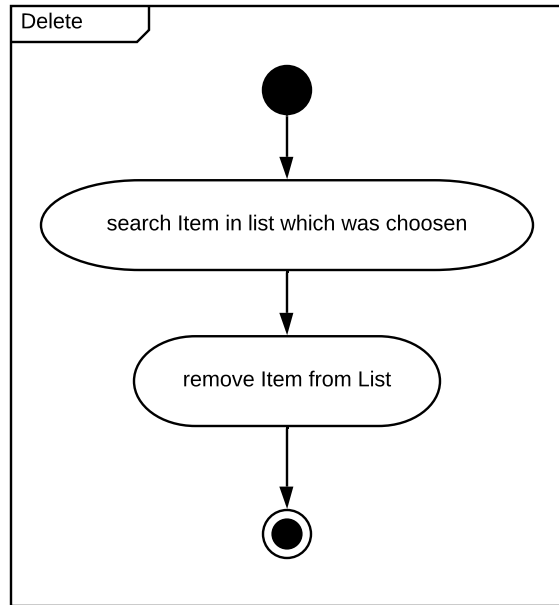 Delete
search Item in list which was choosen
remove Item from List